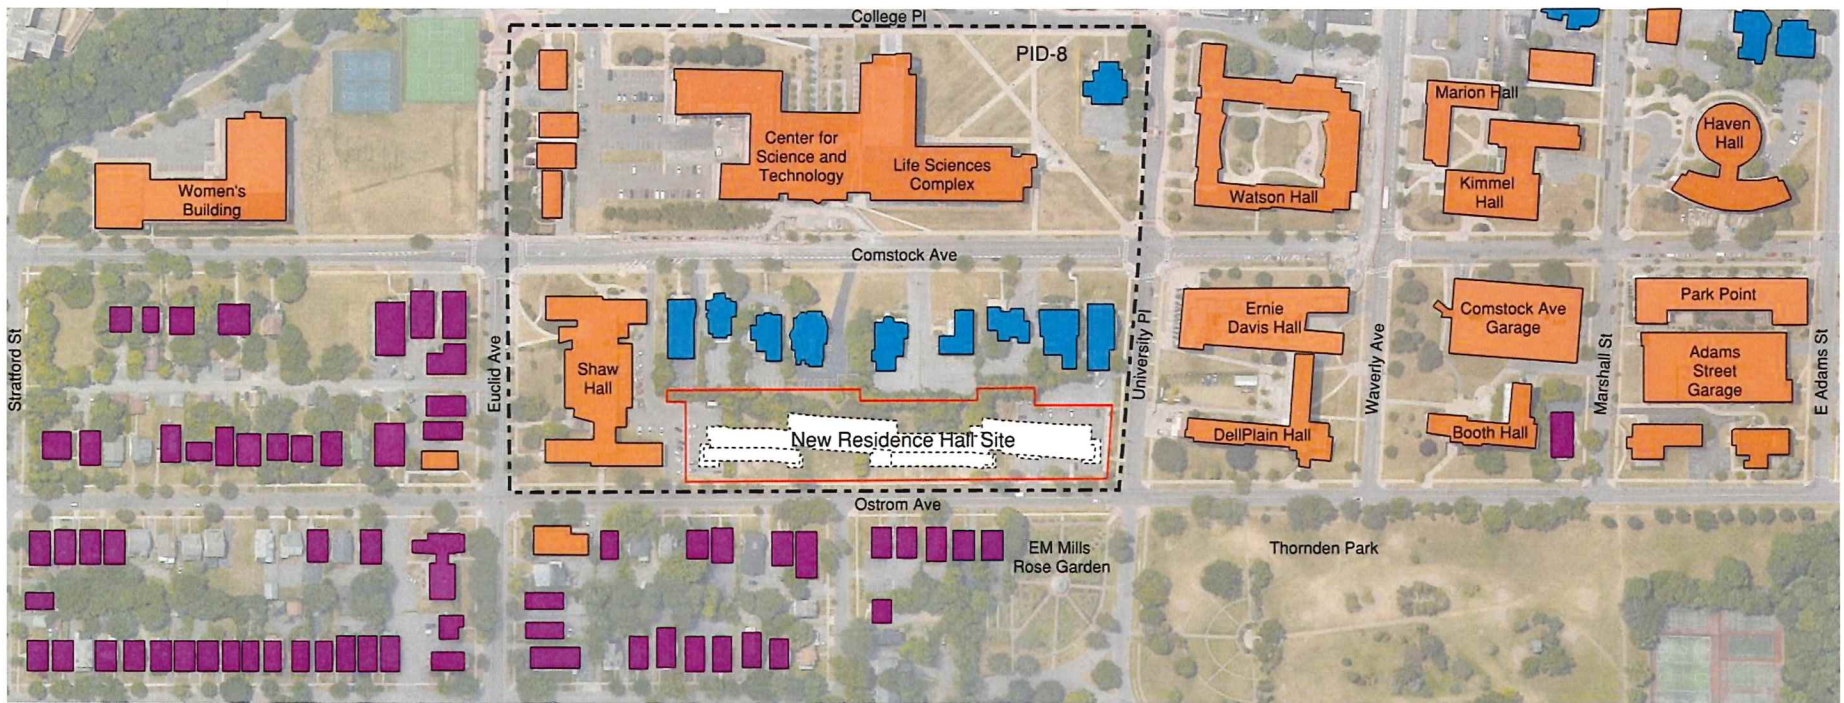 College Pl
PID-8
Marion Hall
Haven
Hall
Center for
Science and
Technology
Life Sciences
Complex
Women's
Building
Watson Hall
Kimmel
Hall
Comstock Ave
Stratford St
Euclid Ave
University Pl
Waverly Ave
Marshall St
E Adams St
Ernie
Davis Hall
Comstock Ave
Garage
Park Point
Adams
Street
Garage
Shaw
Hall
New Residence Hall Site
DellPlain Hall
Booth Hall
Ostrom Ave
EM Mills
Rose Garden
Thornden Park